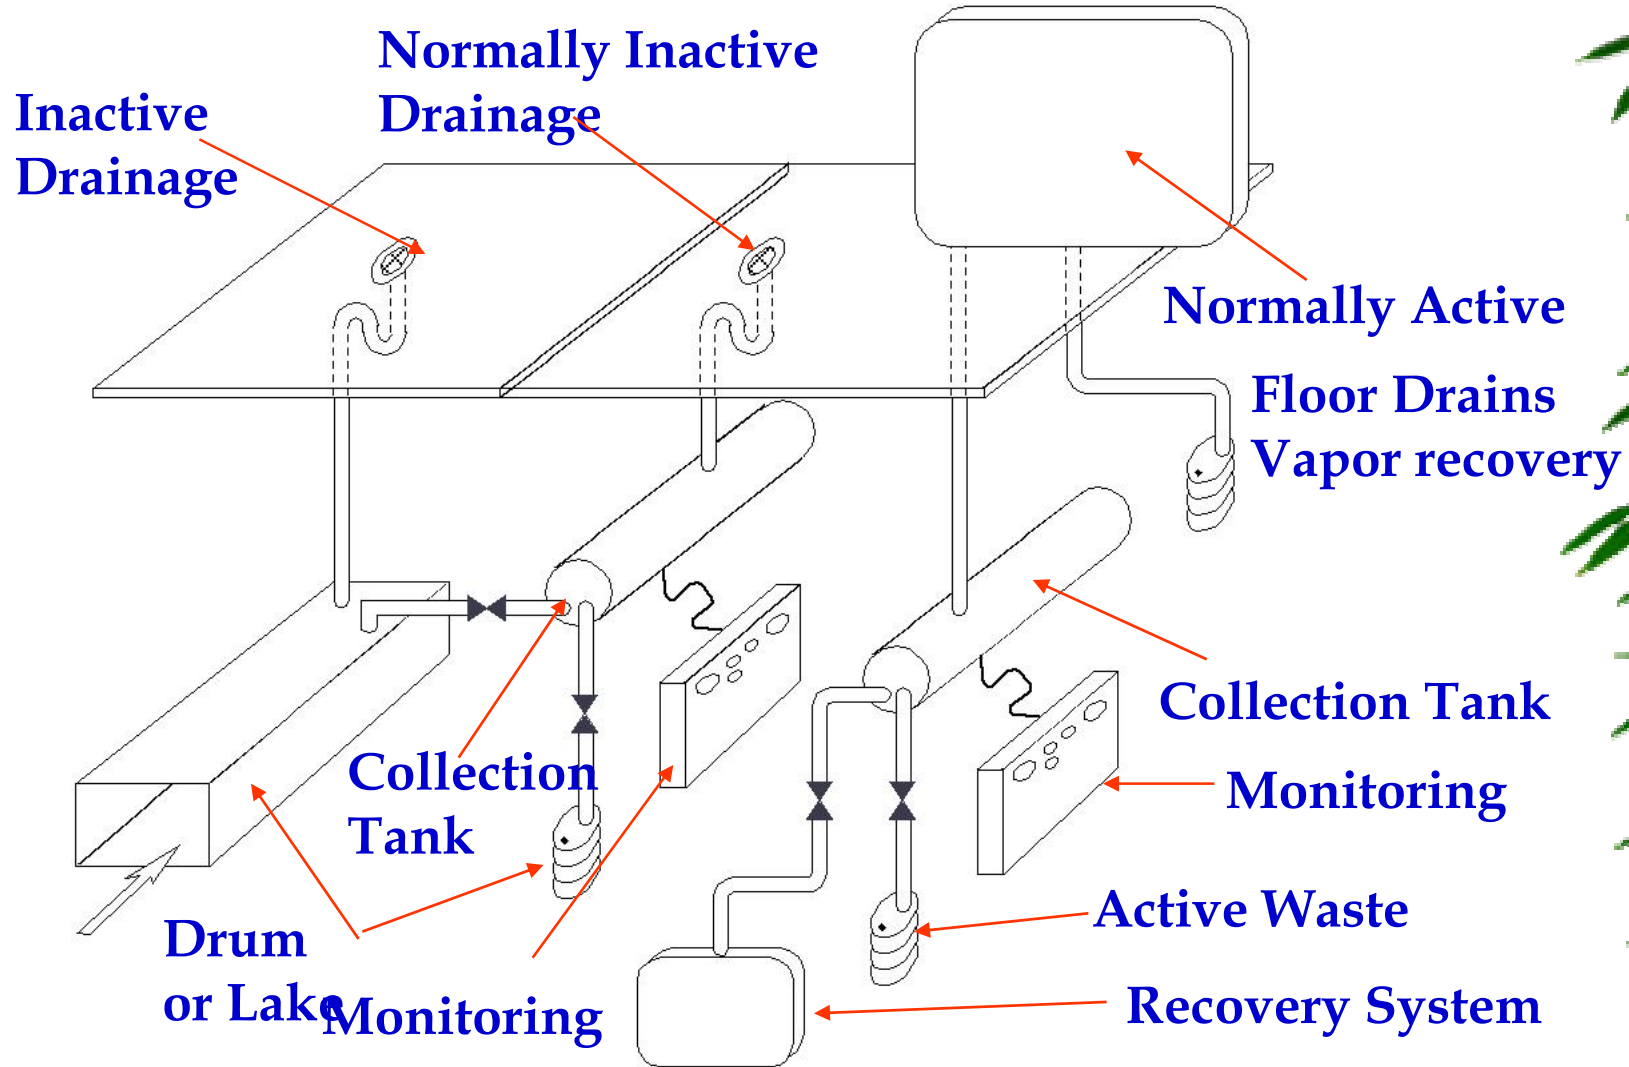 Normally Inactive
Drainage
Inactive
Drainage
Normally Active
Floor Drains
Vapor recovery
Collection Tank
Collection
Tank
Monitoring
Active Waste
Drum
or Lake
Monitoring
Recovery System